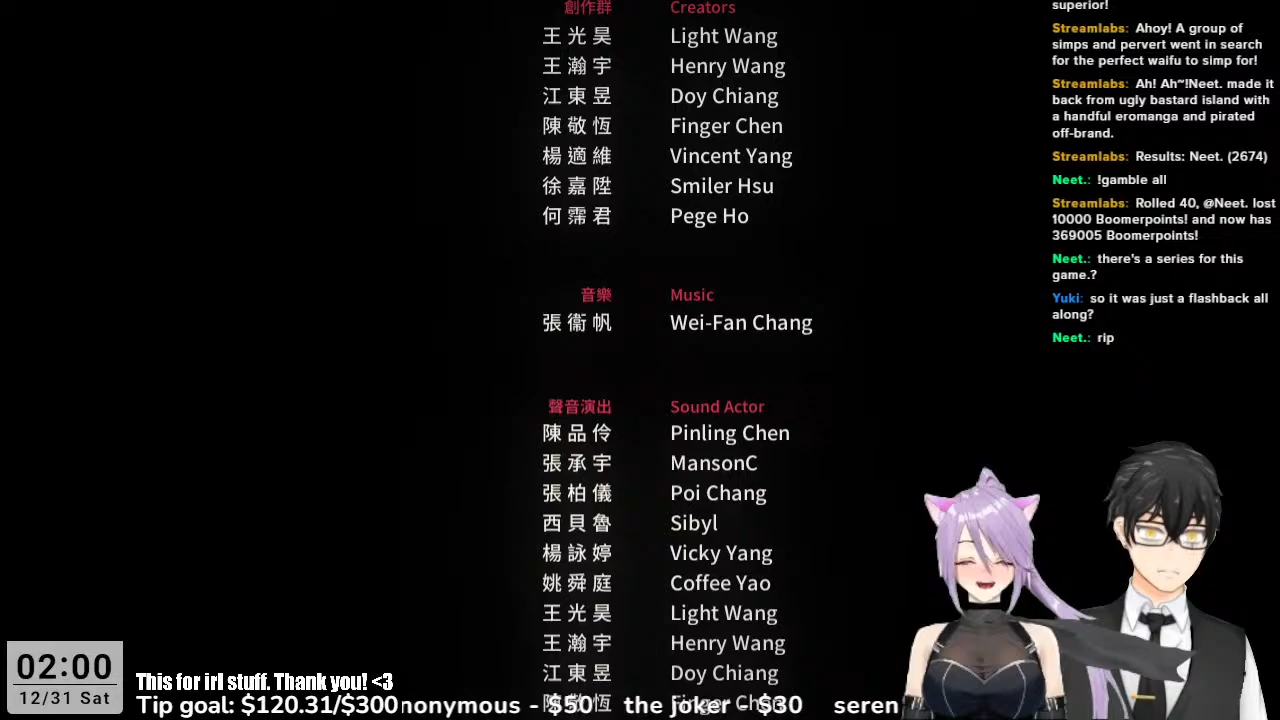 創作群 Creators
王光昊 Light Wang
王瀚宇 Henry Wang
江東昱 Doy Chiang
陳敬恆 Finger Chen
楊適維 Vincent Yang
徐嘉陞 Smiler Hsu
何霈君 Pege Ho
音樂 Music
張衞帆 Wei-Fan Chang
聲音演出 Sound Actor
陳品伶 Pinling Chen
張承宇 MansonC
張柏儀 Poi Chang
西貝魯 Sibyl
楊詠婷 Vicky Yang
姚舜庭 Coffee Yao
王光昊 Light Wang
王瀚宇 Henry Wang
江東昱 Doy Chiang
陳敬恆 Finger Chen
superior!
Streamlabs: Ahoy! A group of
simps and pervert went in search
for the perfect waifu to simp for!
Streamlabs: Ah! Ah~!Neet. made it
back from ugly bastard island with
a handful eromanga and pirated
off-brand.
Streamlabs: Results: Neet. (2674)
Neet.: !gamble all
Streamlabs: Rolled 40, @Neet. lost
10000 Boomerpoints! and now has
369005 Boomerpoints!
Neet.: there's a series for this
game.?
Yuki: so it was just a flashback all
along?
Neet.: rip
02:00
12/31 Sat
This for irl stuff. Thank you! <3
Tip goal: $120.31/$300 nonymous - $50 the joker - $30 seren